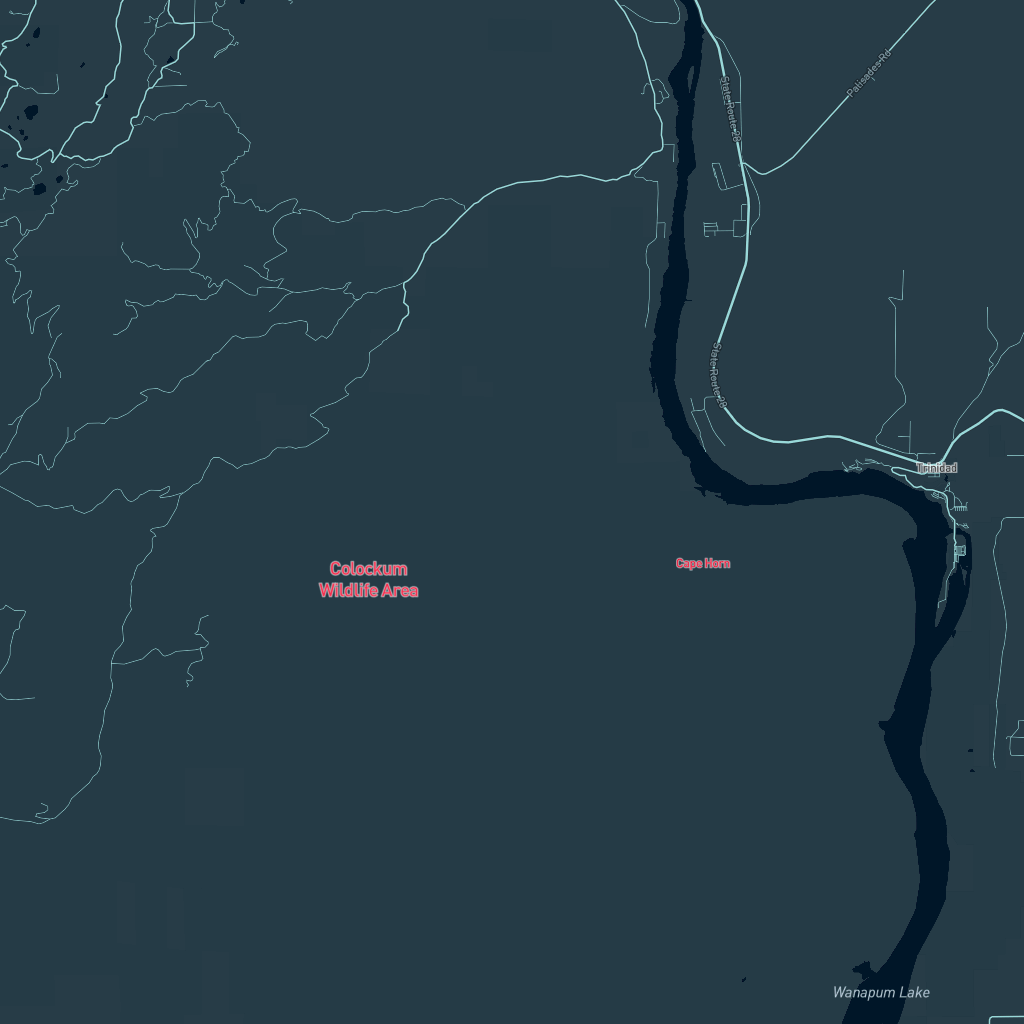 Palisades Rd
State Route 28
State Route 28
Trinidad
Cape Horn
Colockum
Wildlife Area
Wanapum Lake